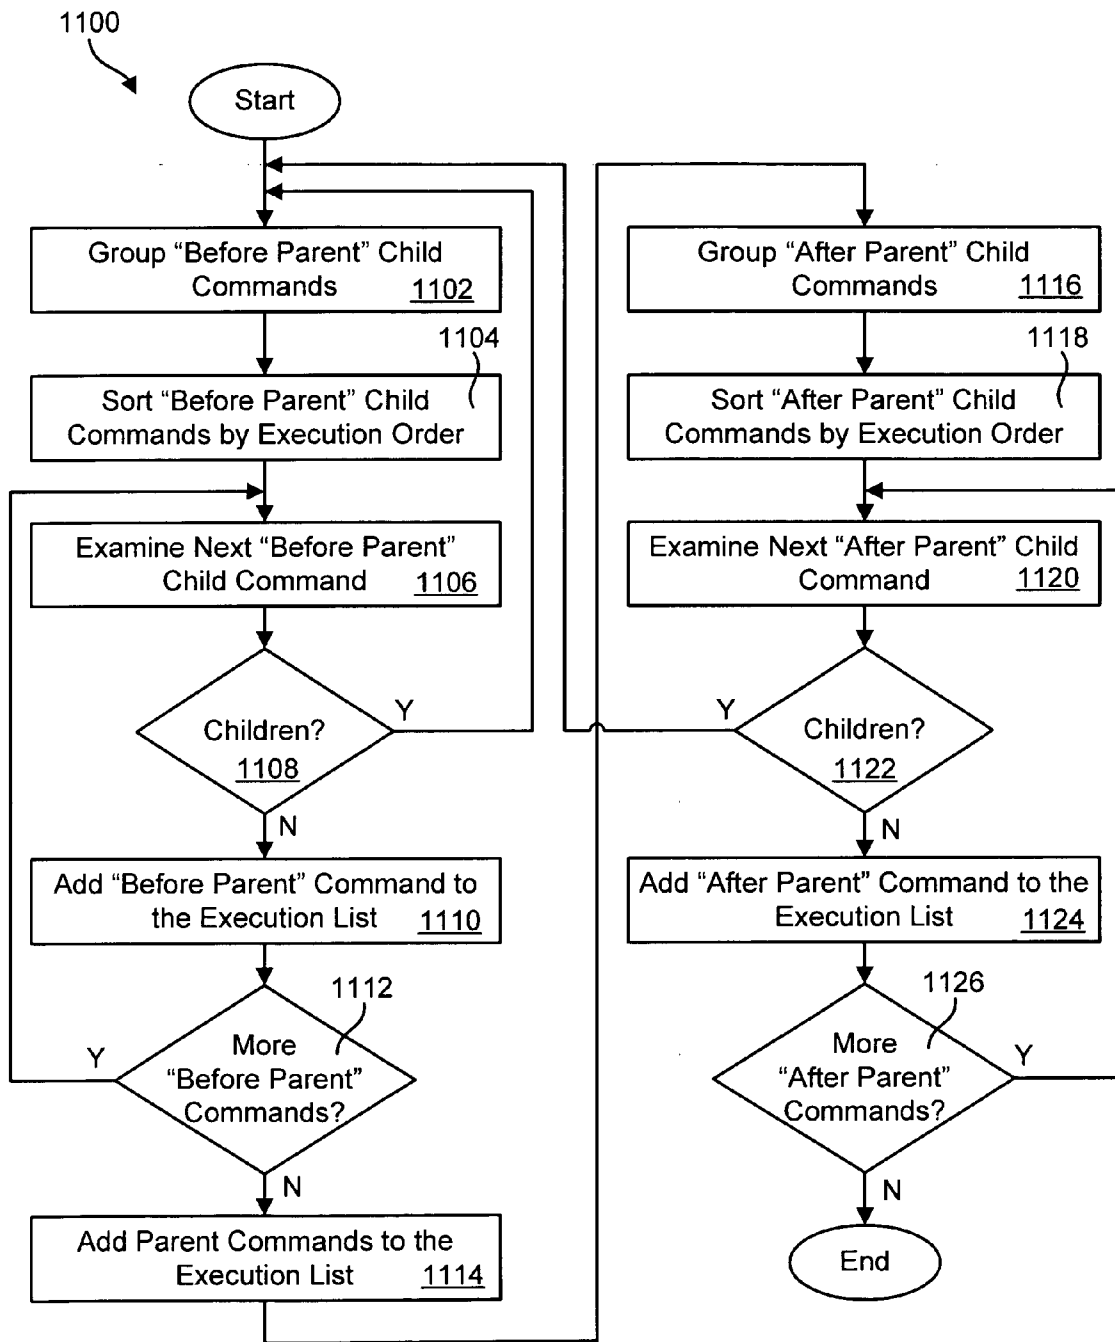 1100
Start
Group “Before Parent” Child
Commands 1102
1104
Sort “Before Parent” Child
Commands by Execution Order
Examine Next “Before Parent”
Child Command 1106
Children?
1108
Y
N
Add “Before Parent” Command to
the Execution List 1110
1112
More
“Before Parent”
Commands?
Y
N
Add Parent Commands to the
Execution List 1114
Group “After Parent” Child
Commands 1116
1118
Sort “After Parent” Child
Commands by Execution Order
Examine Next “After Parent” Child
Command 1120
Y
Children?
1122
N
Add “After Parent” Command to the
Execution List 1124
1126
More
“After Parent”
Commands?
Y
N
End